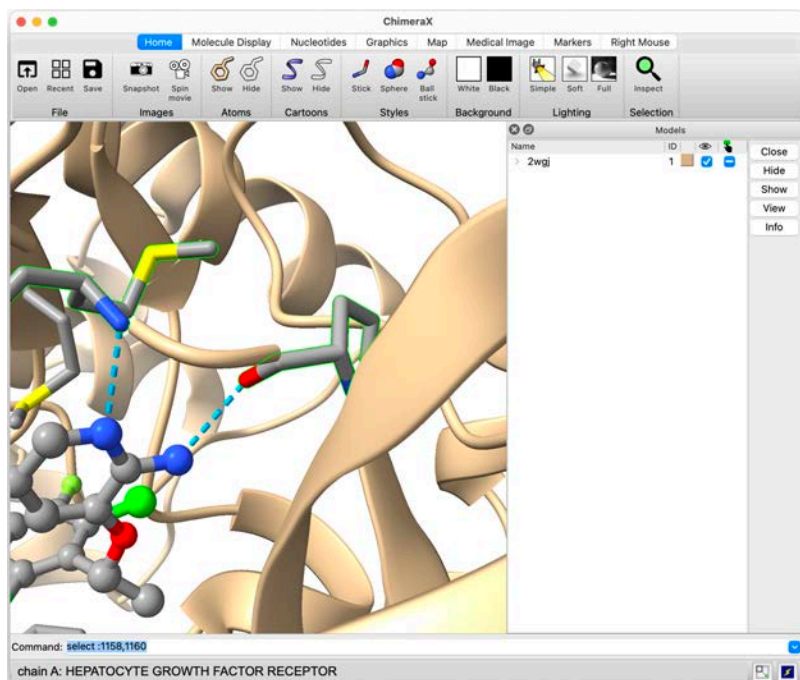 ChimeraX
Home Molecule Display Nucleotides Graphics Map Medical Image Markers Right Mouse
Open Recent Save Snapshot Spin movie Show Hide Show Hide Stick Sphere Ball stick White Black Simple Soft Full Inspect
File Images Atoms Cartoons Styles Background Lighting Selection
Models
Name ID
2wgj 1
Close
Hide
Show
View
Info
Command: select :1158,1160
chain A: HEPATOCYTE GROWTH FACTOR RECEPTOR